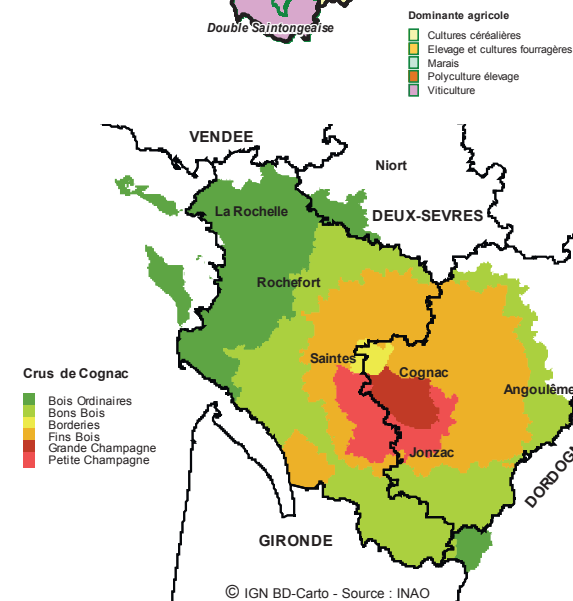 Double Saintongeaise
Dominante agricole
Cultures céréalières
Elevage et cultures fourragères
Marais
Polyculture élevage
Viticulture
VENDEE
Niort
La Rochelle
DEUX-SEVRES
Rochefort
Saintes
Cognac
Angoulême
Jonzac
DORDOG
GIRONDE
Crus de Cognac
Bois Ordinaires
Bons Bois
Borderies
Fins Bois
Grande Champagne
Petite Champagne
© IGN BD-Carto - Source : INAO